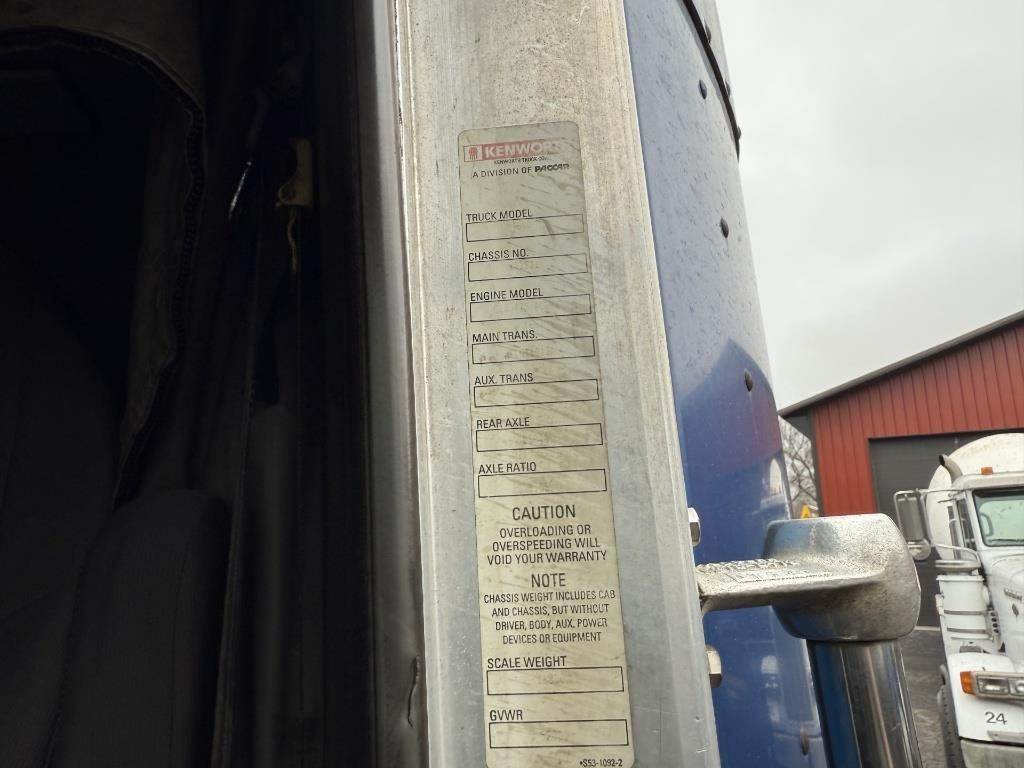 KENWORTH
KENWORTH TRUCK CO.
A DIVISION OF PACCAR
TRUCK MODEL
CHASSIS NO.
ENGINE MODEL
MAIN TRANS.
AUX. TRANS
REAR AXLE
AXLE RATIO
CAUTION
OVERLOADING OR
OVERSPEEDING WILL
VOID YOUR WARRANTY
NOTE
CHASSIS WEIGHT INCLUDES CAB
AND CHASSIS, BUT WITHOUT
DRIVER, BODY, AUX. POWER
DEVICES OR EQUIPMENT
SCALE WEIGHT
GVWR
•S53-1092-2
24